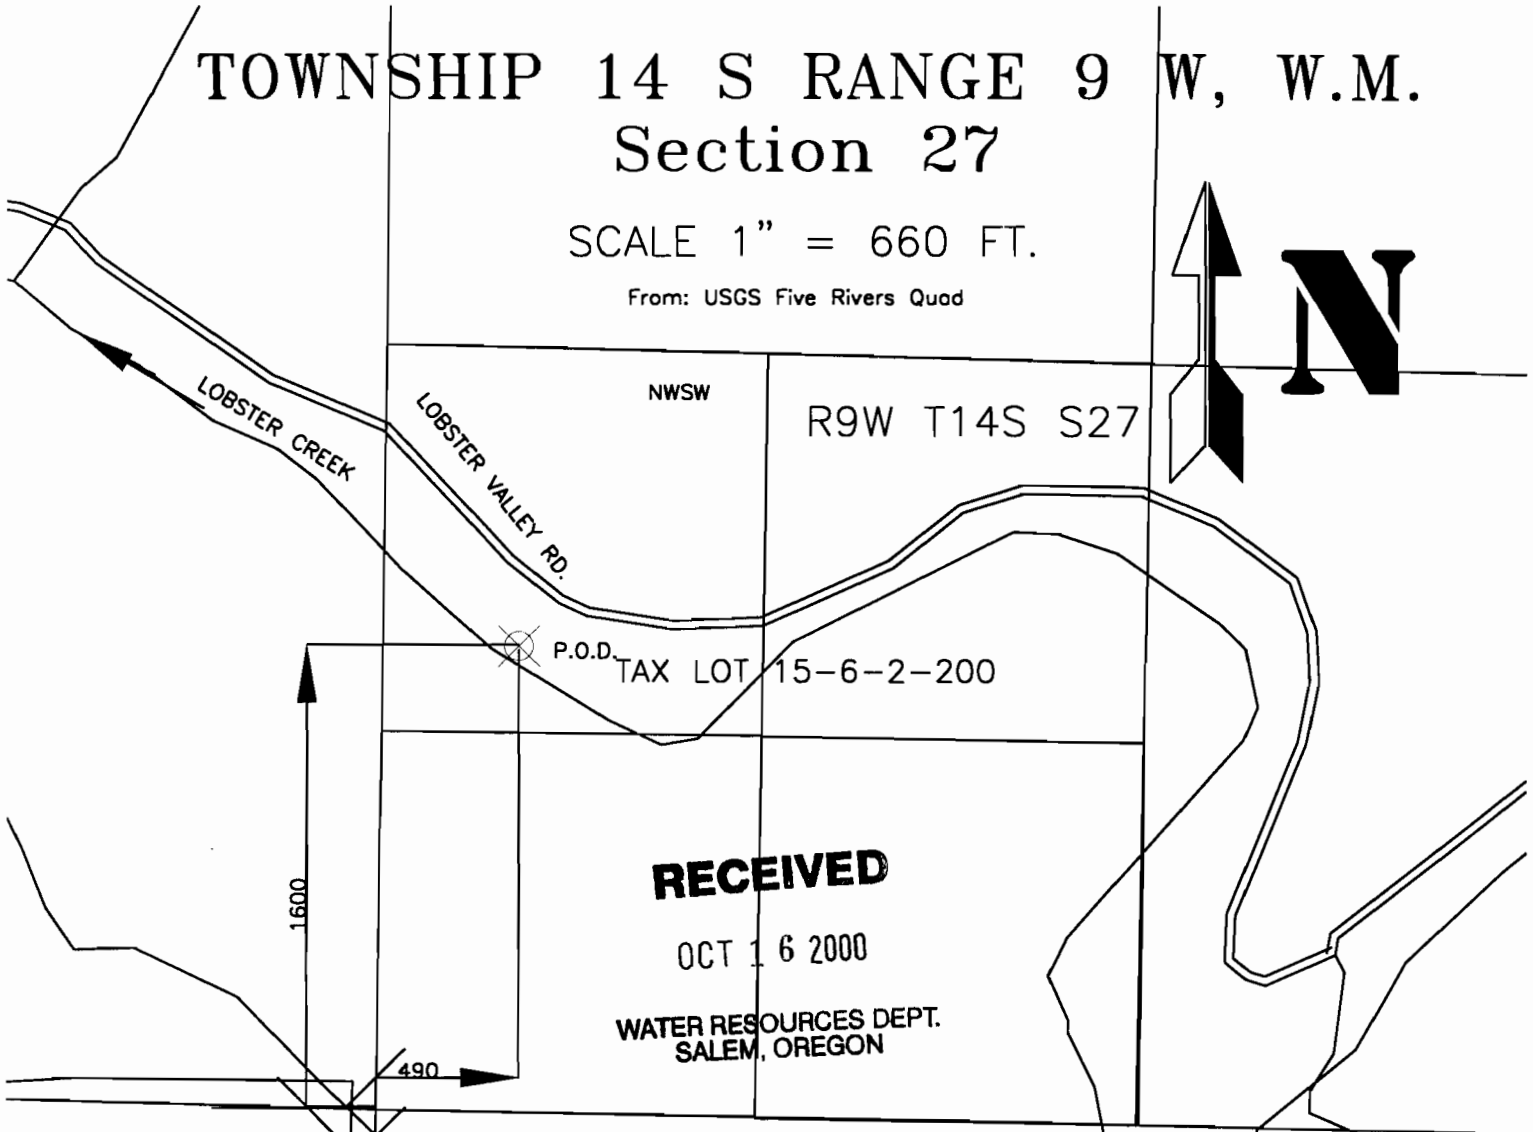 TOWNSHIP 14 S RANGE 9 W, W.M.
Section 27
SCALE 1" = 660 FT.
From: USGS Five Rivers Quad
N
NWSW
R9W T14S S27
LOBSTER CREEK
LOBSTER VALLEY RD.
P.O.D.
TAX LOT 15-6-2-200
1600
RECEIVED
OCT 16 2000
WATER RESOURCES DEPT.
SALEM, OREGON
490